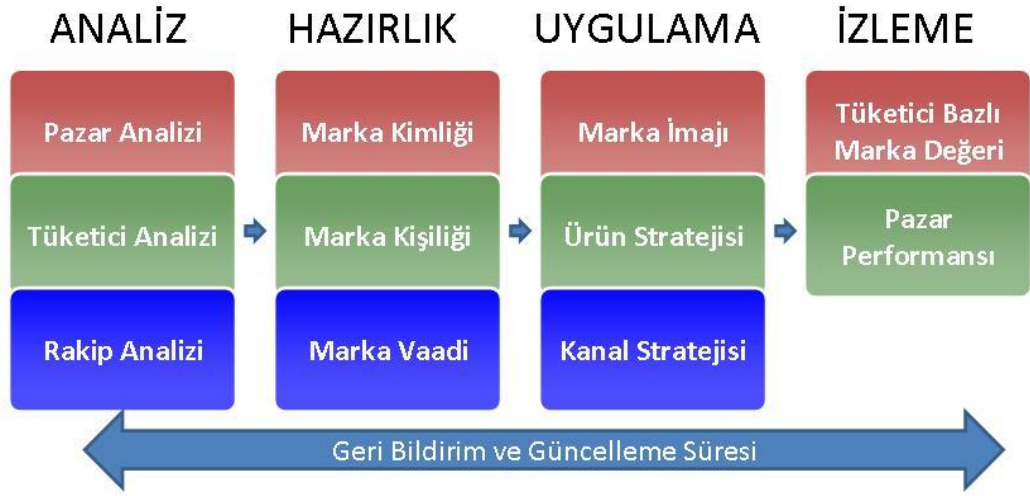 ANALİZ
HAZIRLIK
UYGULAMA
İZLEME
Pazar Analizi
Marka Kimliği
Marka İmajı
Tüketici Bazlı
Marka Değeri
Tüketici Analizi
Marka Kişiliği
Ürün Stratejisi
Pazar
Performansı
Rakip Analizi
Marka Vaadi
Kanal Stratejisi
Geri Bildirim ve Güncelleme Süresi